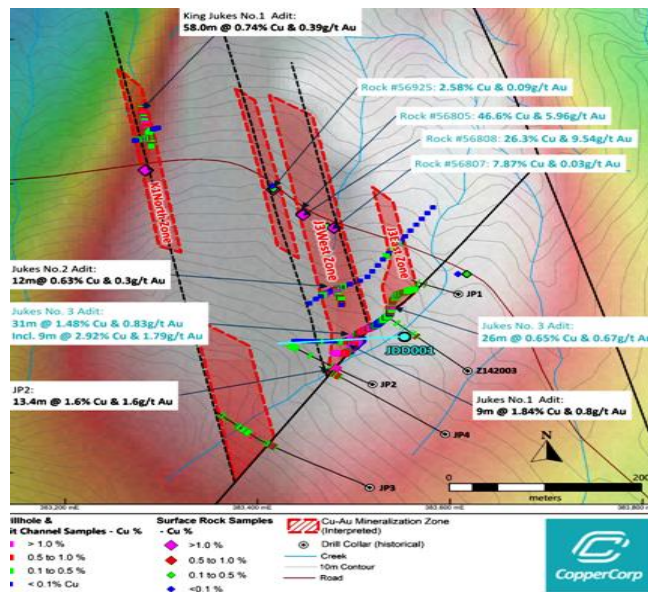 King Jukes No.1 Adit:
58.0m @ 0.74% Cu & 0.39g/t Au
Rock #56925: 2.58% Cu & 0.09g/t Au
Rock #56805: 46.6% Cu & 5.96g/t Au
Rock #56808: 26.3% Cu & 9.54g/t Au
Rock #56807: 7.87% Cu & 0.03g/t Au
K1North Zone
J3West Zone
J3East Zone
Jukes No.2 Adit:
12m@ 0.63% Cu & 0.3g/t Au
Jukes No. 3 Adit:
31m @ 1.48% Cu & 0.83g/t Au
Incl. 9m @ 2.92% Cu & 1.79g/t Au
JP2:
13.4m @ 1.6% Cu & 1.6g/t Au
JP1
JDD001
Jukes No. 3 Adit:
26m @ 0.65% Cu & 0.67g/t Au
Z142003
JP2
Jukes No.1 Adit:
9m @ 1.84% Cu & 0.8g/t Au
JP4
JP3
N
0 200
meters
383,200 mE
383,400 mE
383,600 mE
383,800 m
rillhole &
it Channel Samples - Cu %
> 1.0 %
0.5 to 1.0 %
0.1 to 0.5 %
< 0.1% Cu
Surface Rock Samples
- Cu %
>1.0 %
0.5 to 1.0 %
0.1 to 0.5 %
<0.1 %
Cu-Au Mineralization Zone
(Interpreted)
Drill Collar (historical)
Creek
10m Contour
Road
CopperCorp